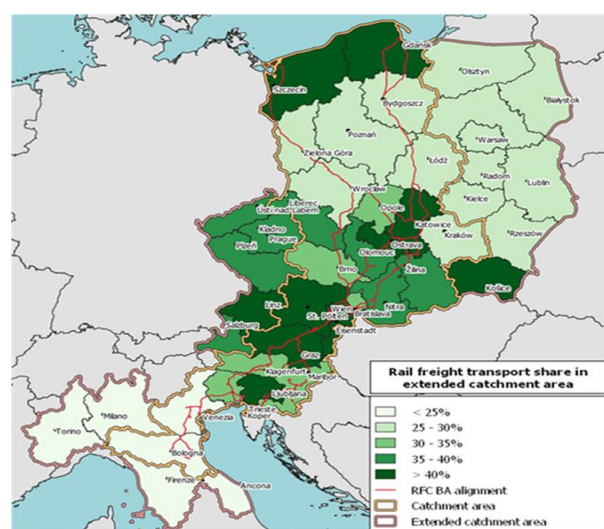 Gdańsk
Olsztyn
Szczecin
Białystok
Bydgoszcz
Poznań
Warsaw
Zielona Góra
Łódź
Radom
Lublin
Wrocław
Kielce
Liberec
Usti nad Labem
Opole
Katowice
Kladno
Kraków
Rzeszów
Prague
Plzeň
Ostrava
Olomouc
Brno
Žilina
Košice
Linz
Wien
Nitra
St. Pölten
Bratislava
Eisenstadt
Salzburg
Graz
Klagenfurt
Maribor
Ljubljana
Trieste
Milano
Venezia
Koper
Torino
Bologna
Firenze
Ancona
Rail freight transport share in
extended catchment area
< 25%
25 - 30%
30 - 35%
35 - 40%
> 40%
RFC BA alignment
Catchment area
Extended catchment area